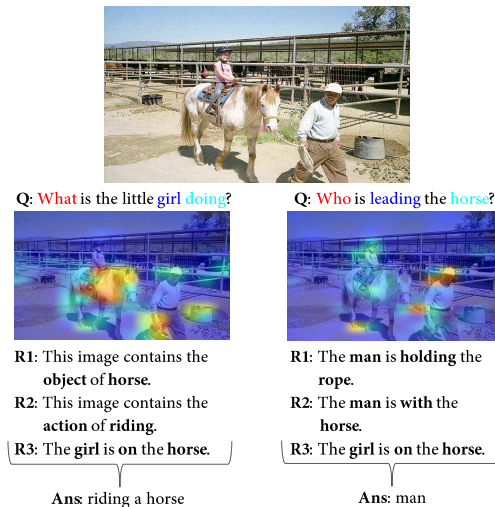 Q: What is the little girl doing?
R1: This image contains the
object of horse.
R2: This image contains the
action of riding.
R3: The girl is on the horse.
Ans: riding a horse
Q: Who is leading the horse?
R1: The man is holding the
rope.
R2: The man is with the
horse.
R3: The girl is on the horse.
Ans: man